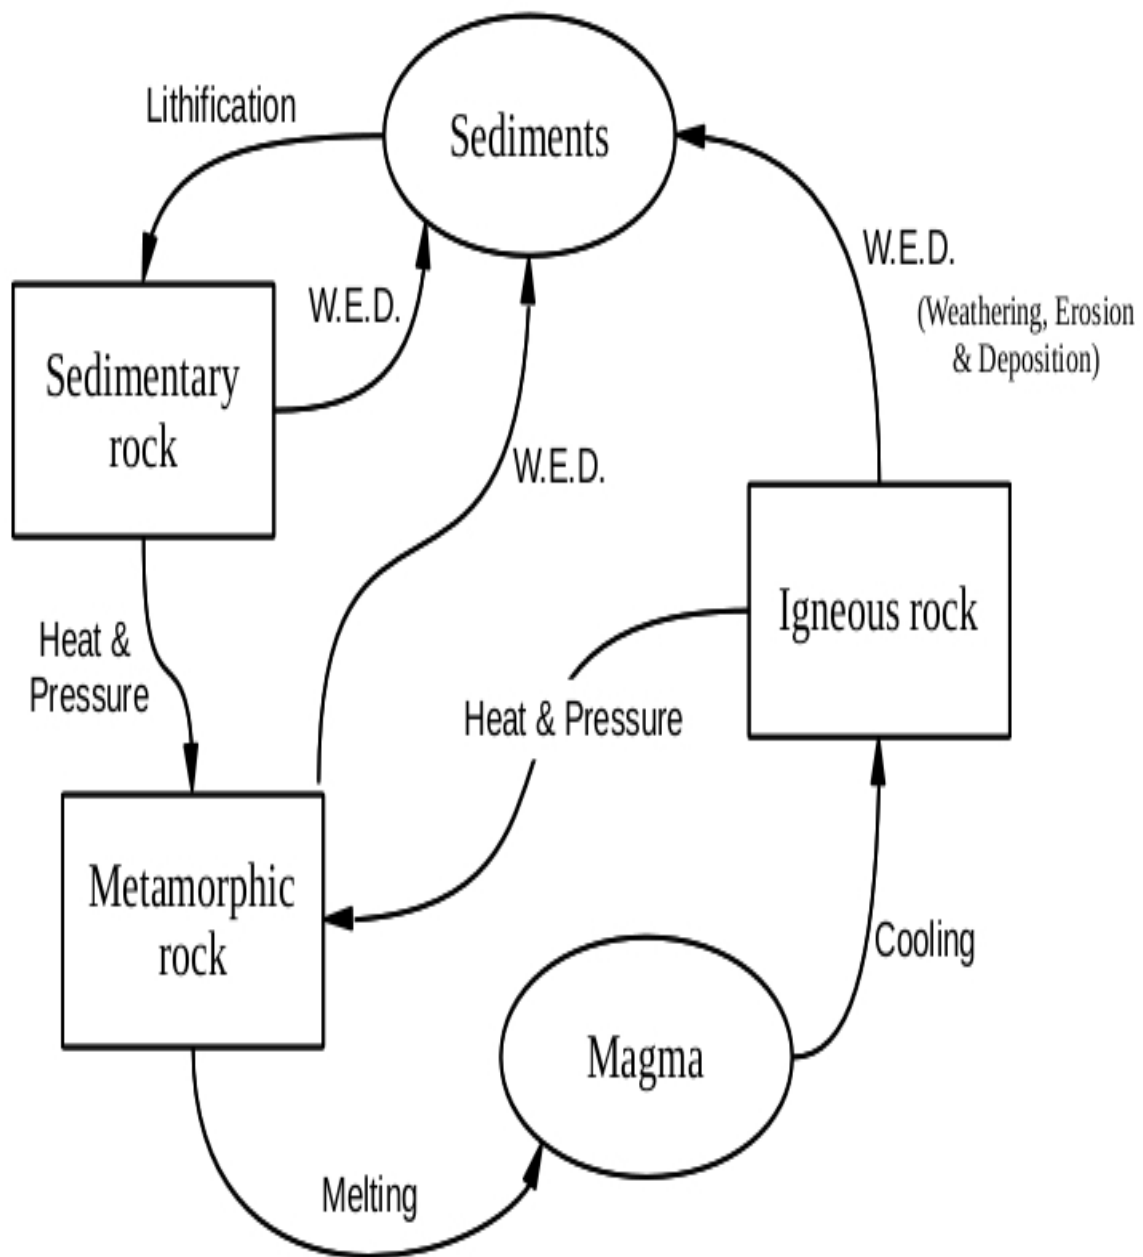 Lithification
Sediments
W.E.D.
(Weathering, Erosion
& Deposition)
W.E.D.
Sedimentary
rock
W.E.D.
Igneous rock
Heat &
Pressure
Heat & Pressure
Metamorphic
rock
Cooling
Magma
Melting